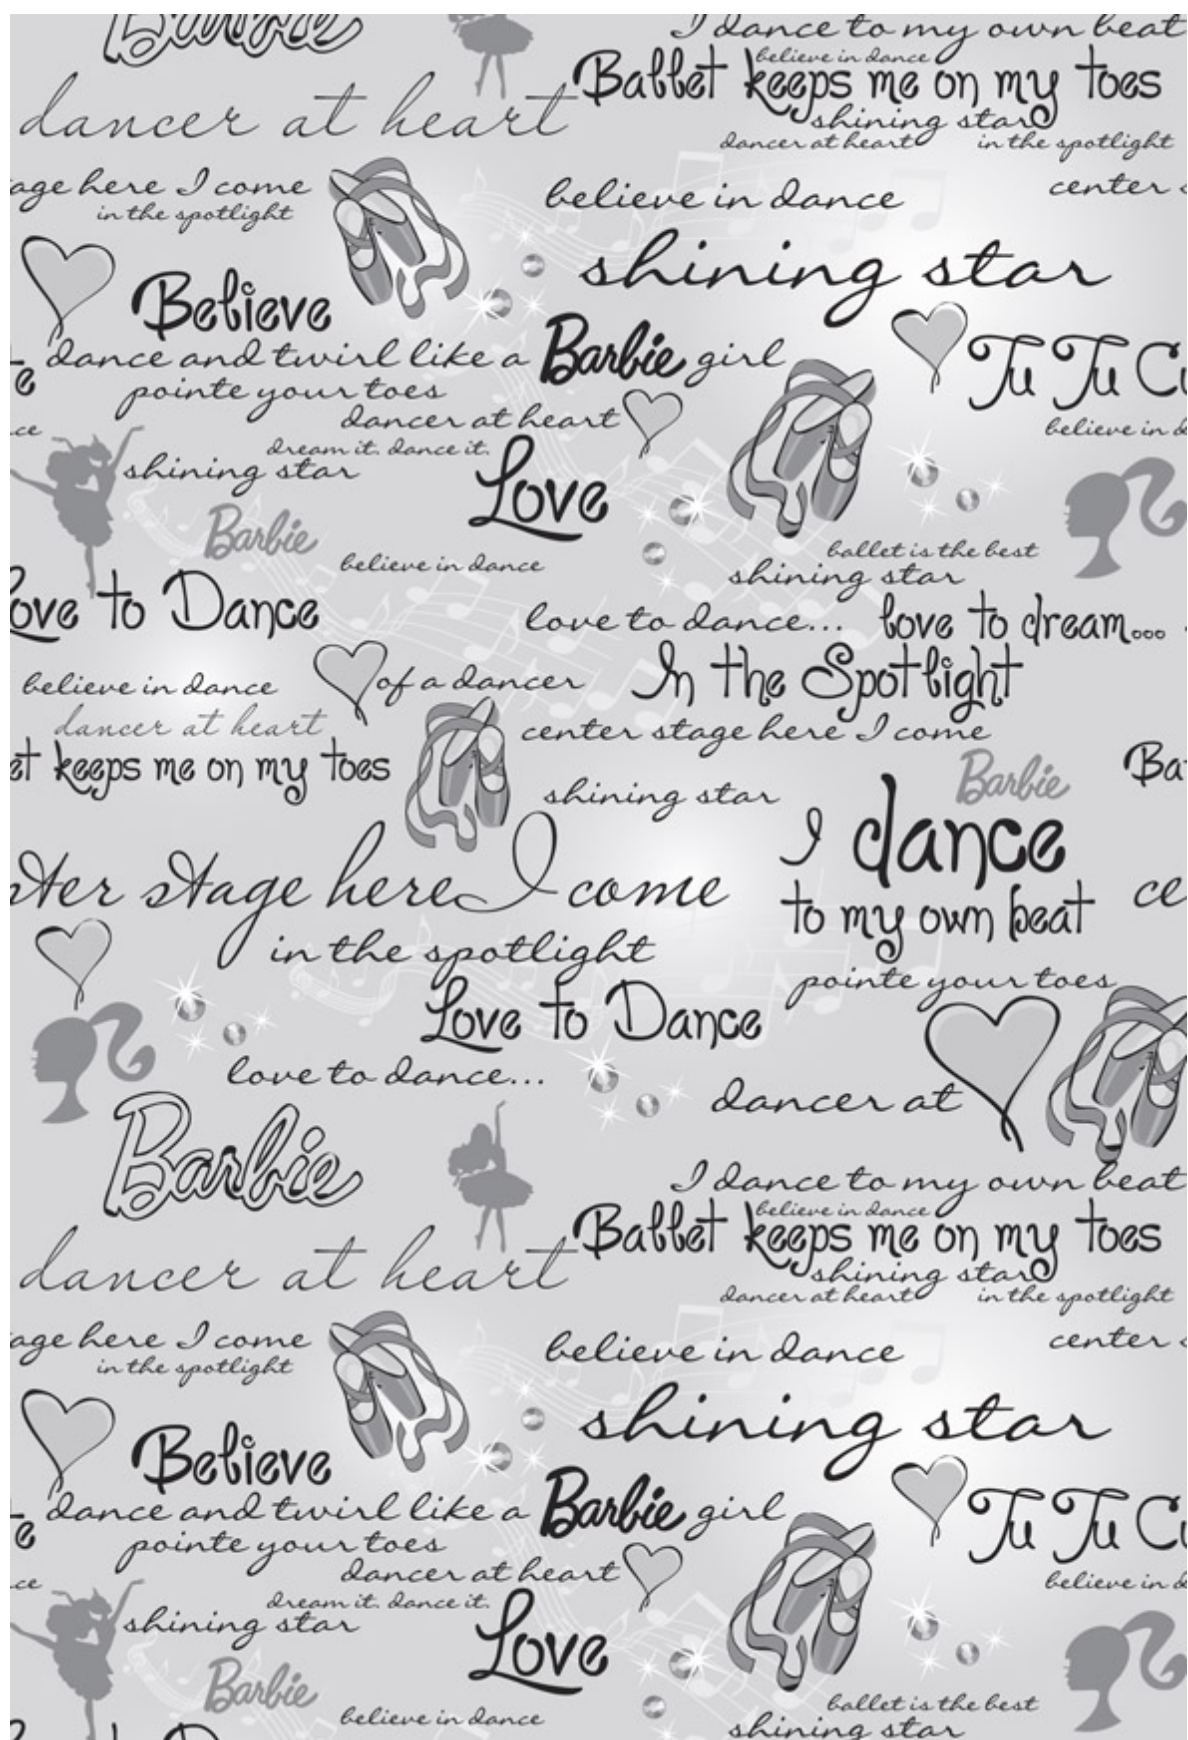 Barbie
I dance to my own beat
believe in dance
Ballet keeps me on my toes
dancer at heart
shining star
dancer at heart in the spotlight
age here I come
believe in dance
center s
in the spotlight
shining star
Believe
Tu Tu Cu
e dance and twirl like a Barbie girl
pointe your toes
dancer at heart
ce
believe in d
dream it. dance it.
shining star
Love
Barbie
ballet is the best
believe in dance
shining star
ove to Dance
love to dance... love to dream...
believe in dance
of a dancer
In the Spotlight
dancer at heart
center stage here I come
et keeps me on my toes
Barbie
Ba
shining star
I dance
nter stage here I come
to my own beat
ce
in the spotlight
pointe your toes
Love to Dance
love to dance...
dancer at
Barbie
I dance to my own beat
believe in dance
Ballet keeps me on my toes
dancer at heart
shining star
dancer at heart in the spotlight
age here I come
believe in dance
center s
in the spotlight
shining star
Believe
Tu Tu Cu
e dance and twirl like a Barbie girl
pointe your toes
dancer at heart
ce
believe in d
dream it. dance it.
shining star
Love
Barbie
ballet is the best
believe in dance
shining star